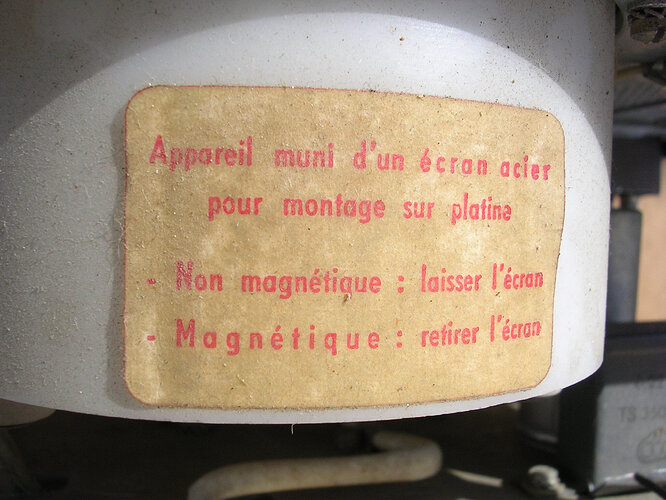 Appareil muni d'un écran acier
pour montage sur platine
- Non magnétique : laisser l'écran
- Magnétique : retirer l'écran